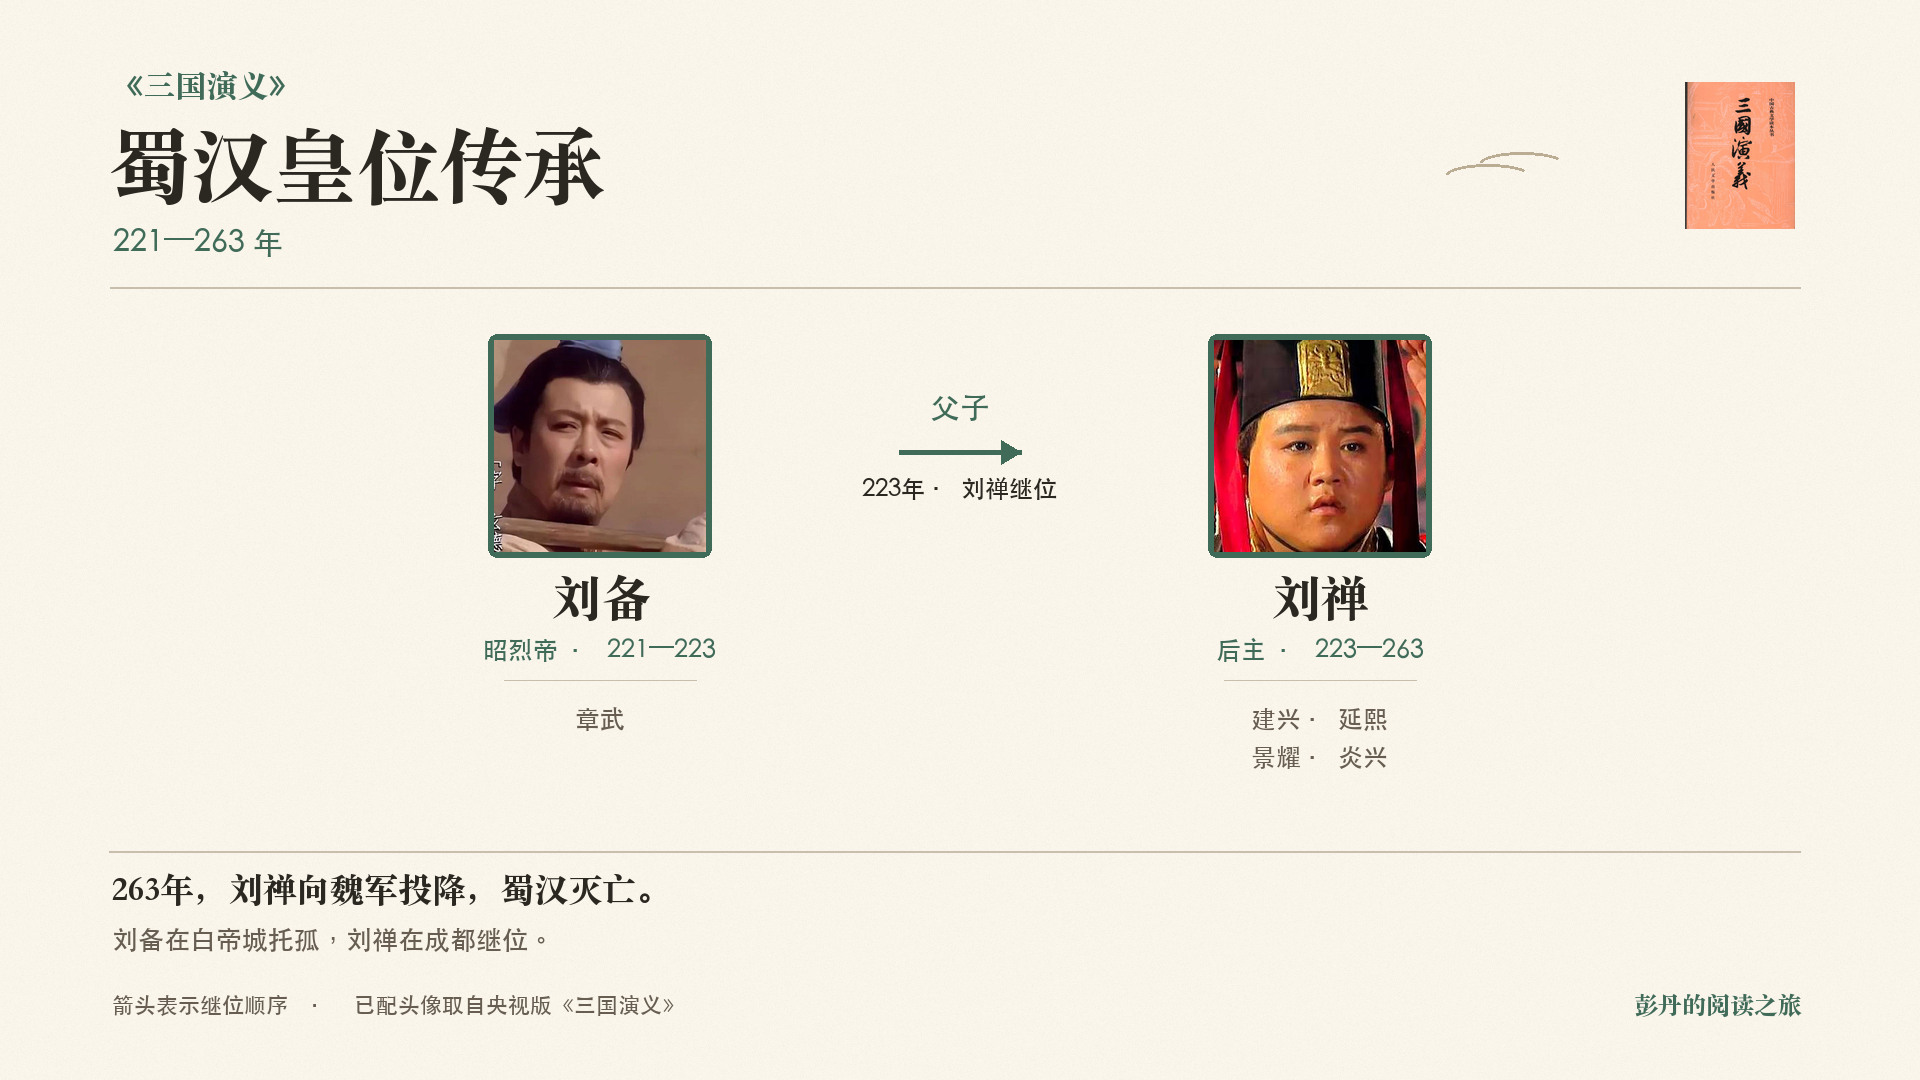 《三国演义》
蜀汉皇位传承
221—263 年
三國演義
父子
223年 · 刘禅继位
刘备
昭烈帝 · 221—223
章武
刘禅
后主 · 223—263
建兴 · 延熙
景耀 · 炎兴
263年，刘禅向魏军投降，蜀汉灭亡。
刘备在白帝城托孤，刘禅在成都继位。
箭头表示继位顺序 · 已配头像取自央视版《三国演义》
彭丹的阅读之旅